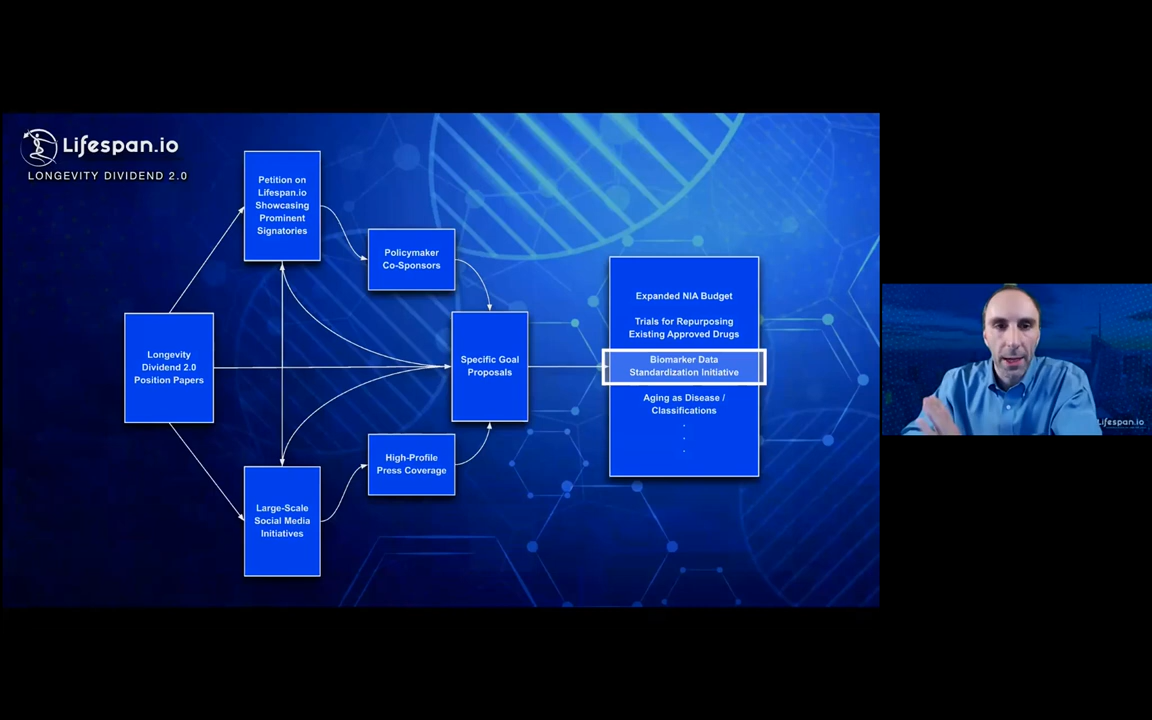 Lifespan.io
LONGEVITY DIVIDEND 2.0
Petition on
Lifespan.io
Showcasing
Prominent
Signatories
Policymaker
Co-Sponsors
Longevity
Dividend 2.0
Position Papers
Specific Goal
Proposals
High-Profile
Press Coverage
Large-Scale
Social Media
Initiatives
Expanded NIA Budget
Trials for Repurposing
Existing Approved Drugs
Biomarker Data
Standardization Initiative
Aging as Disease /
Classifications
.
.
.
Lifespan.io